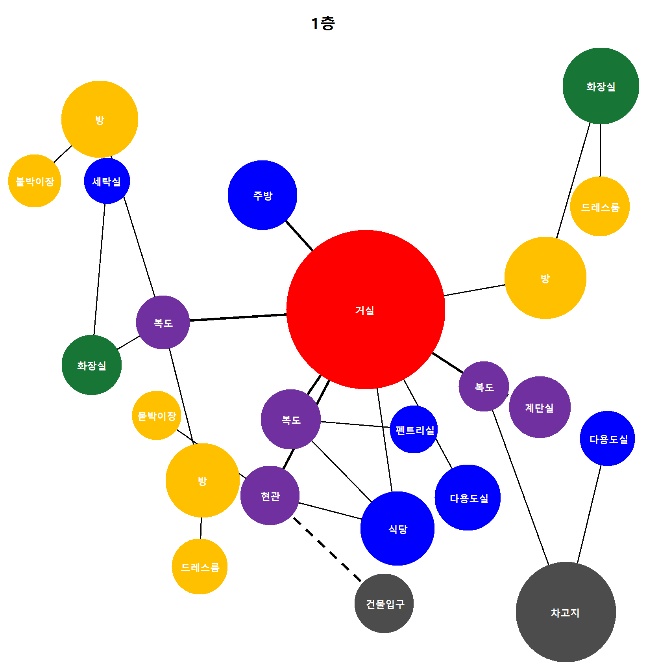 1층
화장실
방
붙박이장
세탁실
주방
드레스룸
방
거실
복도
화장실
복도
계단실
붙박이장
복도
팬트리실
다용도실
방
현관
다용도실
식당
드레스룸
건물입구
차고지